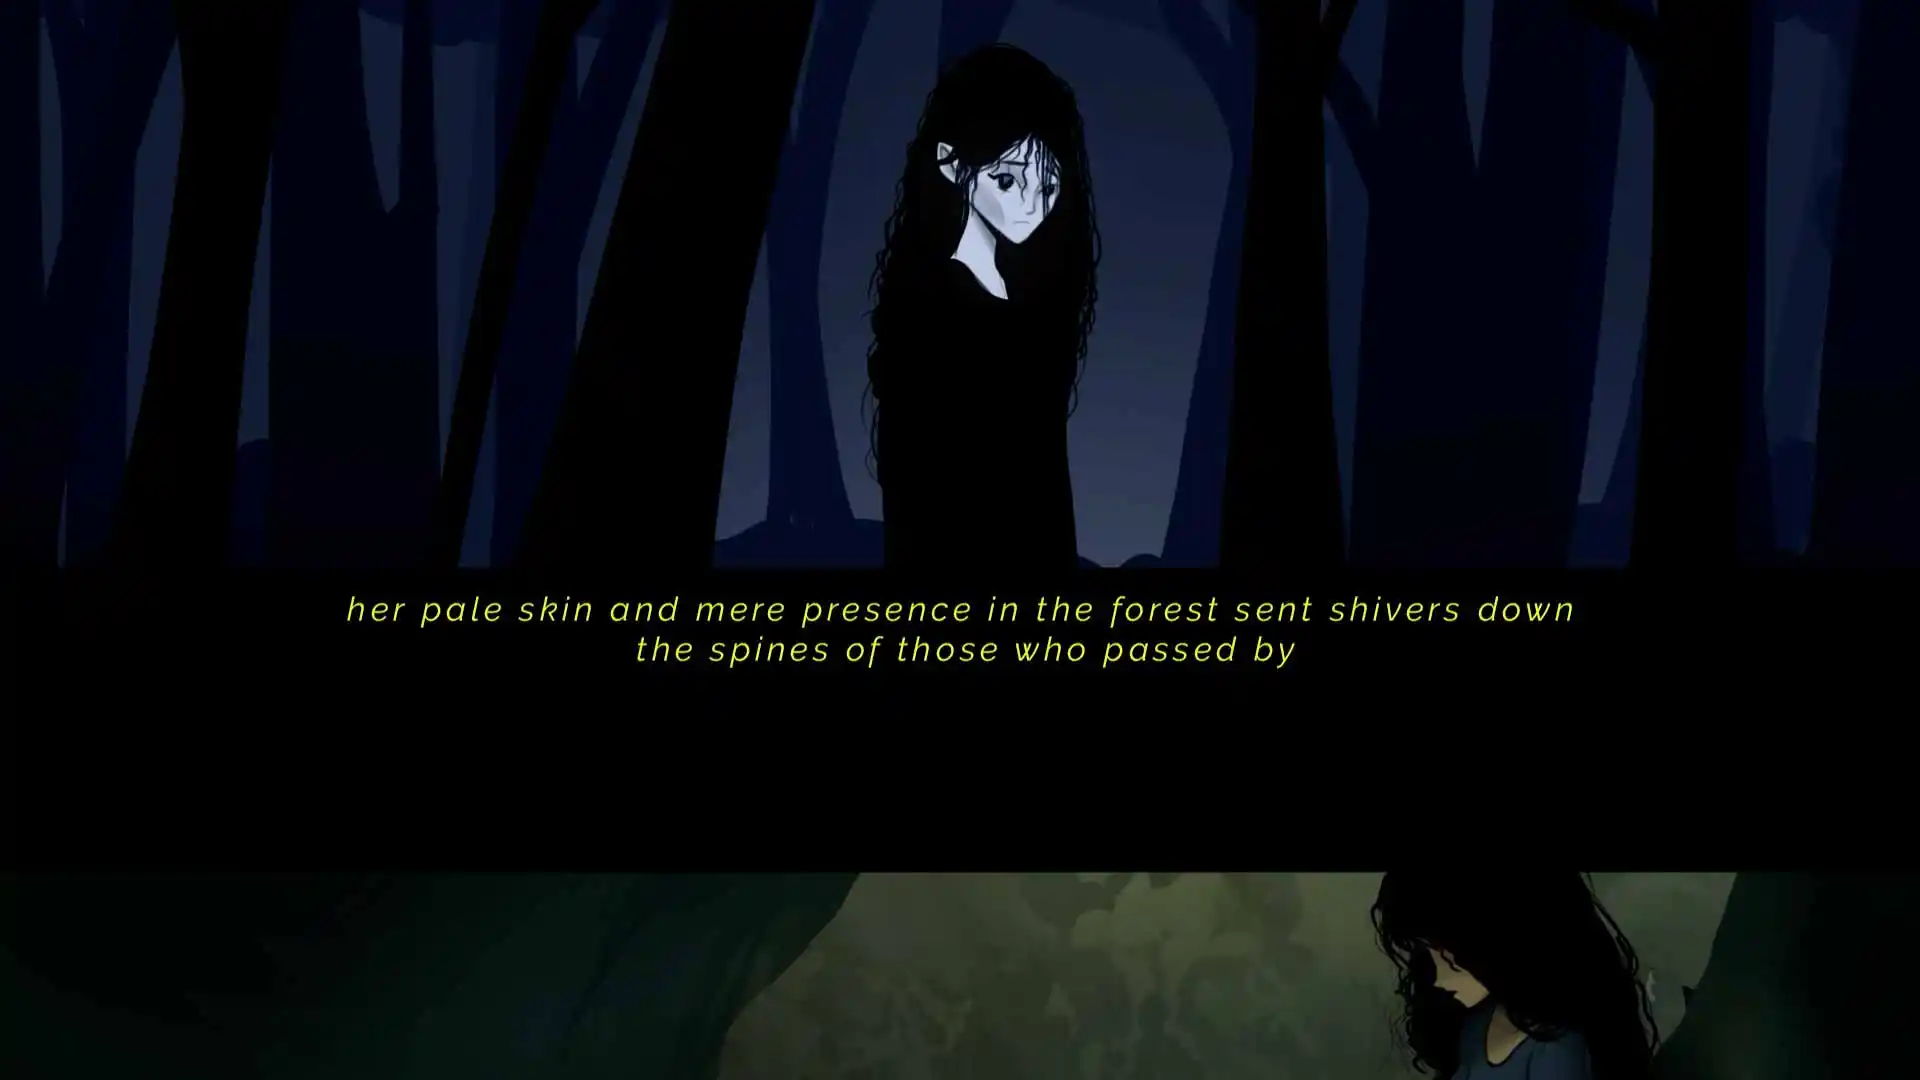 her pale skin and mere presence in the forest sent shivers down
the spines of those who passed by